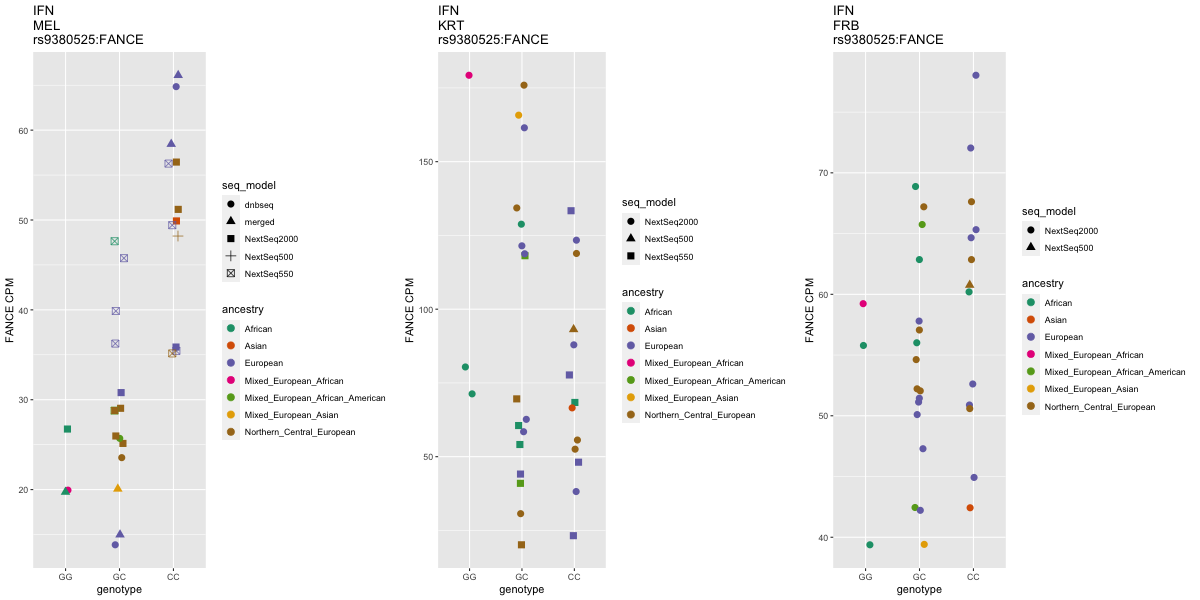 IFN
MEL
rs9380525:FANCE
FANCE CPM
60
50
40
30
20
GG
GC
CC
genotype
seq_model
dnbseq
merged
NextSeq2000
NextSeq500
NextSeq550
ancestry
African
Asian
European
Mixed_European_African
Mixed_European_African_American
Mixed_European_Asian
Northern_Central_European
IFN
KRT
rs9380525:FANCE
FANCE CPM
150
100
50
GG
GC
CC
genotype
seq_model
NextSeq2000
NextSeq500
NextSeq550
ancestry
African
Asian
European
Mixed_European_African
Mixed_European_African_American
Mixed_European_Asian
Northern_Central_European
IFN
FRB
rs9380525:FANCE
FANCE CPM
70
60
50
40
GG
GC
CC
genotype
seq_model
NextSeq2000
NextSeq500
ancestry
African
Asian
European
Mixed_European_African
Mixed_European_African_American
Mixed_European_Asian
Northern_Central_European